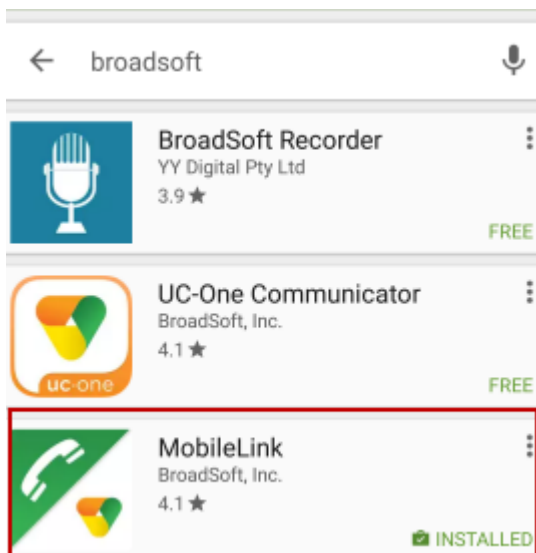 broadsoft
BroadSoft Recorder
YY Digital Pty Ltd
3.9★
FREE
UC-One Communicator
BroadSoft, Inc.
4.1★
uc-one
FREE
MobileLink
BroadSoft, Inc.
4.1★
INSTALLED